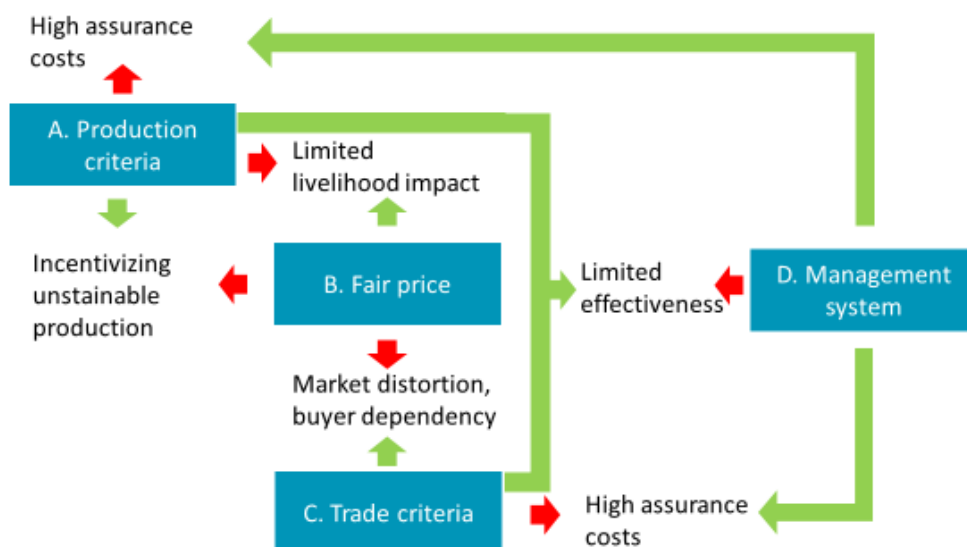 High assurance
costs
A. Production
criteria
Limited
livelihood impact
Incentivizing
unstainable
production
B. Fair price
Limited
effectiveness
D. Management
system
Market distortion,
buyer dependency
C. Trade criteria
High assurance
costs